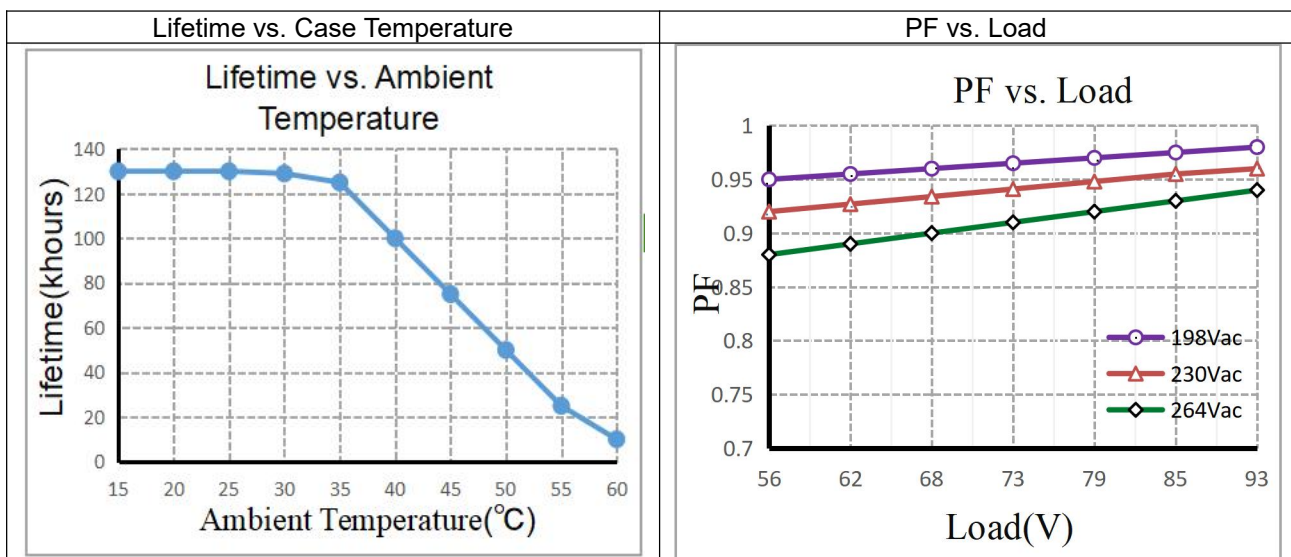 Lifetime vs. Case Temperature
PF vs. Load
Lifetime vs. Ambient
Temperature
Lifetime(khours)
140
120
100
80
60
40
20
0
15 20 25 30 35 40 45 50 55 60
Ambient Temperature(℃)
PF vs. Load
PF
1
0.95
0.9
0.85
0.8
0.75
0.7
198Vac
230Vac
264Vac
56 62 68 73 79 85 93
Load(V)